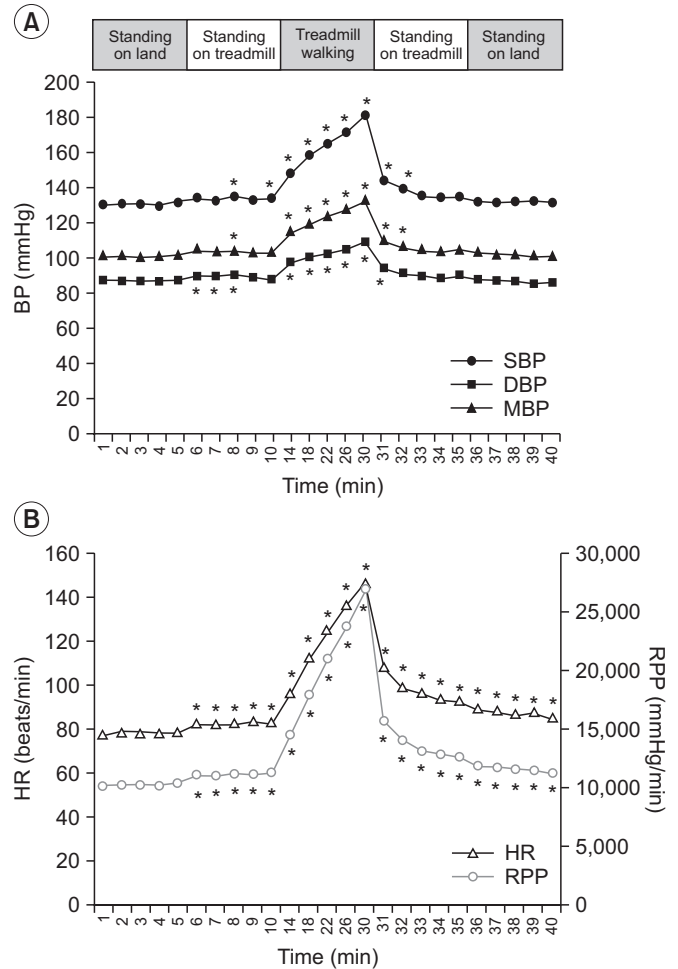 A
Standing on land
Standing on treadmill
Treadmill walking
Standing on treadmill
Standing on land
BP (mmHg)
200
180
160
140
120
100
80
60
40
20
0
* * * * * * *
* * * * * * * *
* * * * * * * * *
SBP
DBP
MBP
1 2 3 4 5 6 7 8 9 10 14 18 22 26 30 31 32 33 34 35 36 37 38 39 40
Time (min)
B
HR (beats/min)
160
140
120
100
80
60
40
20
0
RPP (mmHg/min)
30,000
25,000
20,000
15,000
10,000
5,000
0
* * * * * * * * * * * * * * * * * * * *
* * * * * * * * * * * * * * * * * * * *
HR
RPP
1 2 3 4 5 6 7 8 9 10 14 18 22 26 30 31 32 33 34 35 36 37 38 39 40
Time (min)